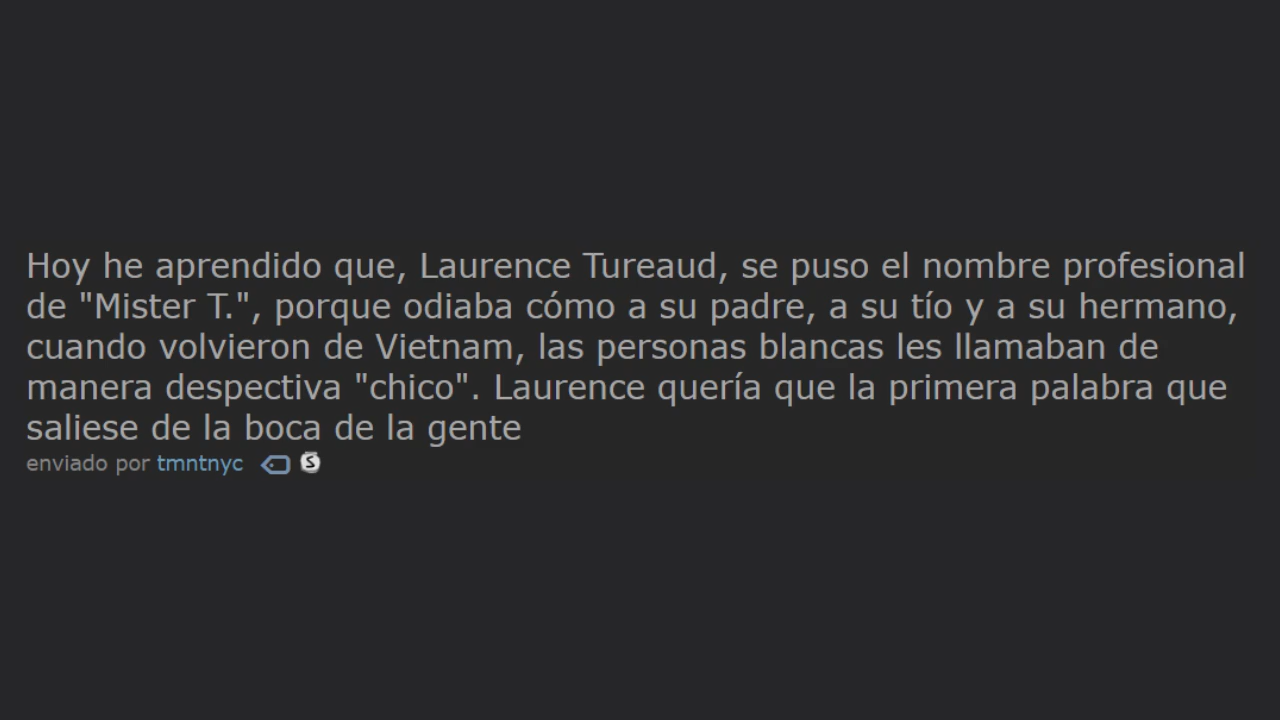 Hoy he aprendido que, Laurence Tureaud, se puso el nombre profesional
de "Mister T.", porque odiaba cómo a su padre, a su tío y a su hermano,
cuando volvieron de Vietnam, las personas blancas les llamaban de
manera despectiva "chico". Laurence quería que la primera palabra que
saliese de la boca de la gente
enviado por tmntnyc S